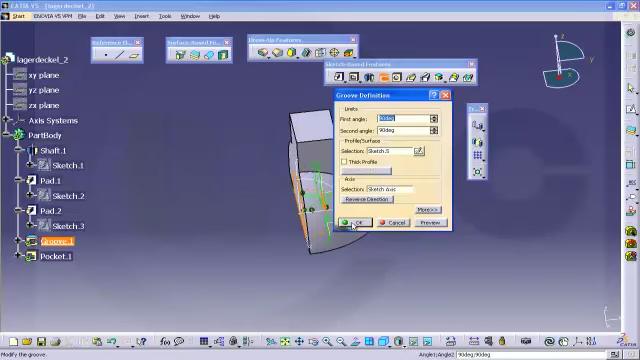 CATIA V5 - [lagerdeckel_2]
Start ENOVIA V5 VPM File Edit View Insert Tools Window Help
lagerdeckel_2
xy plane
yz plane
zx plane
Axis Systems
PartBody
Shaft.1
Sketch.1
Pad.1
Sketch.2
Pad.2
Sketch.3
Groove.1
Pocket.1
Dress-Up Features
Sketch-Based Features
Groove Definition
Limits
First angle: 90deg
Second angle: 90deg
Profile/Surface
Selection: Sketch.5
Thick Profile
Axis
Selection: Sketch Axis
Reverse Direction
More>>
OK Cancel Preview
z
y
x
Modify the groove.
Angle1;Angle2 90deg;90deg
CATIA